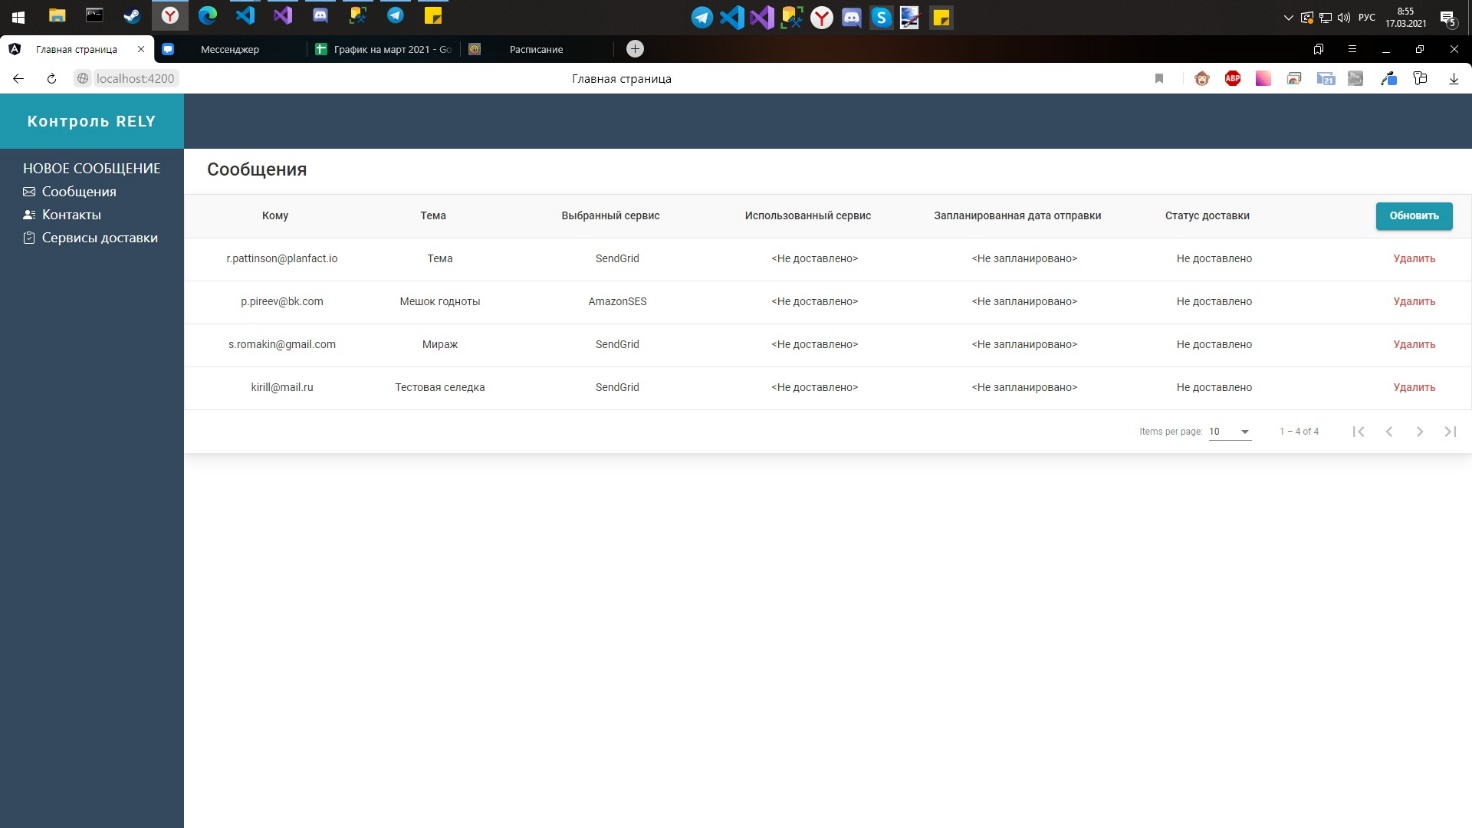 РУС
8:55
17.03.2021
5
Главная страница
Мессенджер
График на март 2021 - Go
Расписание
localhost:4200
Главная страница
ABP
Контроль RELY
НОВОЕ СООБЩЕНИЕ
Сообщения
Контакты
Сервисы доставки
Сообщения
Кому Тема Выбранный сервис Использованный сервис Запланированная дата отправки Статус доставки Обновить
r.pattinson@planfact.io Тема SendGrid <Не доставлено> <Не запланировано> Не доставлено Удалить
p.pireev@bk.com Мешок годноты AmazonSES <Не доставлено> <Не запланировано> Не доставлено Удалить
s.romakin@gmail.com Мираж SendGrid <Не доставлено> <Не запланировано> Не доставлено Удалить
kirill@mail.ru Тестовая селедка SendGrid <Не доставлено> <Не запланировано> Не доставлено Удалить
Items per page: 10 1 – 4 of 4